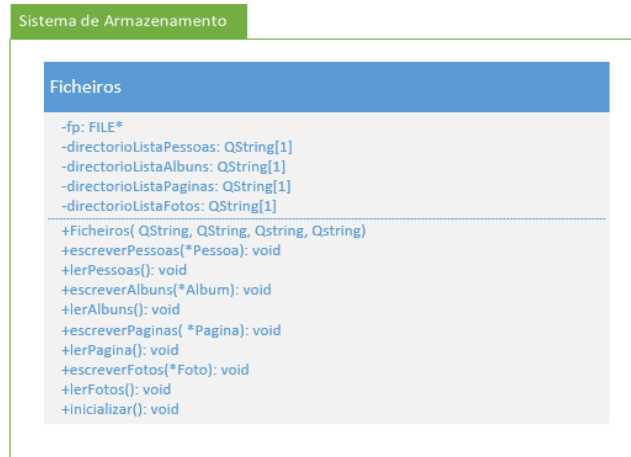 Sistema de Armazenamento
Ficheiros
-fp: FILE*
-directorioListaPessoas: QString[1]
-directorioListaAlbuns: QString[1]
-directorioListaPaginas: QString[1]
-directorioListaFotos: QString[1]
+Ficheiros( QString, QString, Qstring, Qstring)
+escreverPessoas(*Pessoa): void
+lerPessoas(): void
+escreverAlbuns(*Album): void
+lerAlbuns(): void
+escreverPaginas( *Pagina): void
+lerPagina(): void
+escreverFotos(*Foto): void
+lerFotos(): void
+inicializar(): void